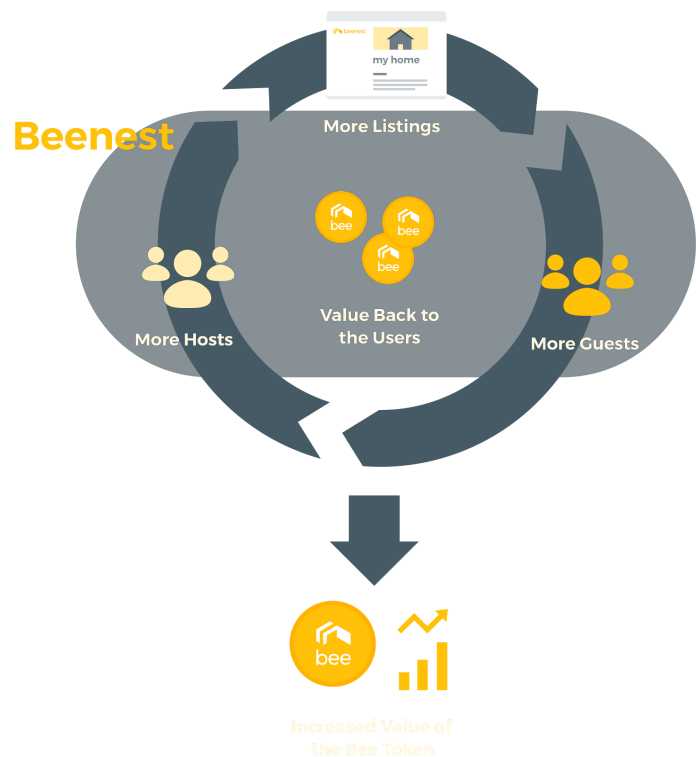 beenest
my home
More Listings
Beenest
bee
bee
bee
Value Back to
the Users
More Hosts
More Guests
bee
Increased Value of
the Bee Token